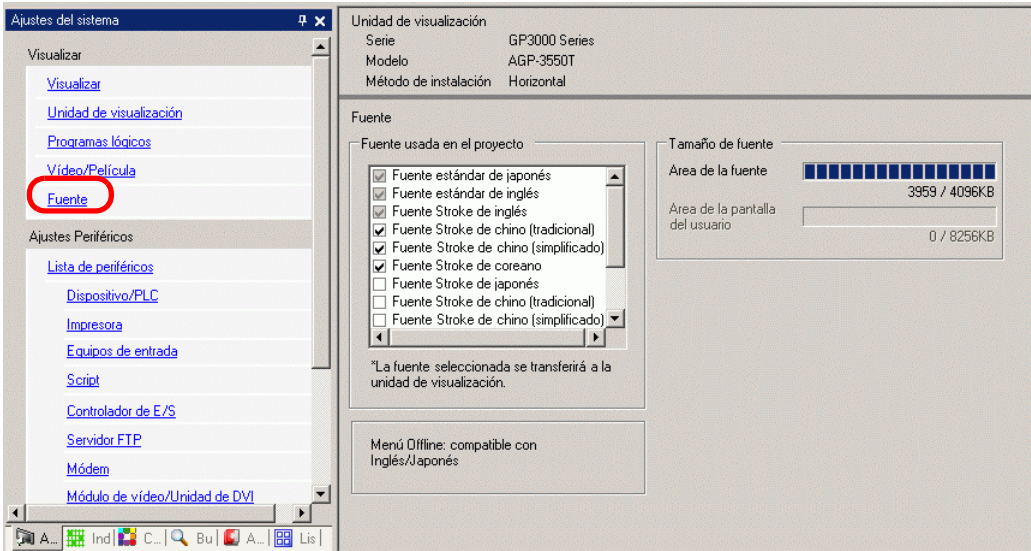 Ajustes del sistema
Visualizar
Visualizar
Unidad de visualización
Programas lógicos
Vídeo/Película
Fuente
Ajustes Periféricos
Lista de periféricos
Dispositivo/PLC
Impresora
Equipos de entrada
Script
Controlador de E/S
Servidor FTP
Módem
Módulo de vídeo/Unidad de DVI
A... Ind C... Bu A... Lis
Unidad de visualización
Serie GP3000 Series
Modelo AGP-3550T
Método de instalación Horizontal
Fuente
Fuente usada en el proyecto
Fuente estándar de japonés
Fuente estándar de inglés
Fuente Stroke de inglés
Fuente Stroke de chino (tradicional)
Fuente Stroke de chino (simplificado)
Fuente Stroke de coreano
Fuente Stroke de japonés
Fuente Stroke de chino (tradicional)
Fuente Stroke de chino (simplificado)
*La fuente seleccionada se transferirá a la
unidad de visualización.
Menú Offline: compatible con
Inglés/Japonés
Tamaño de fuente
Area de la fuente
3959 / 4096KB
Area de la pantalla
del usuario
0 / 8256KB